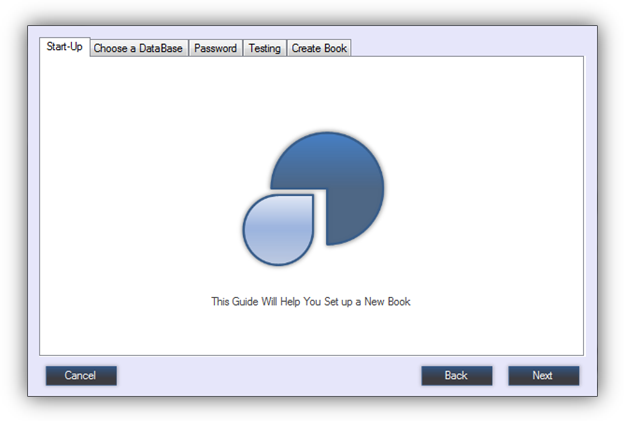 Start-Up Choose a DataBase Password Testing Create Book
This Guide Will Help You Set up a New Book
Cancel Back Next